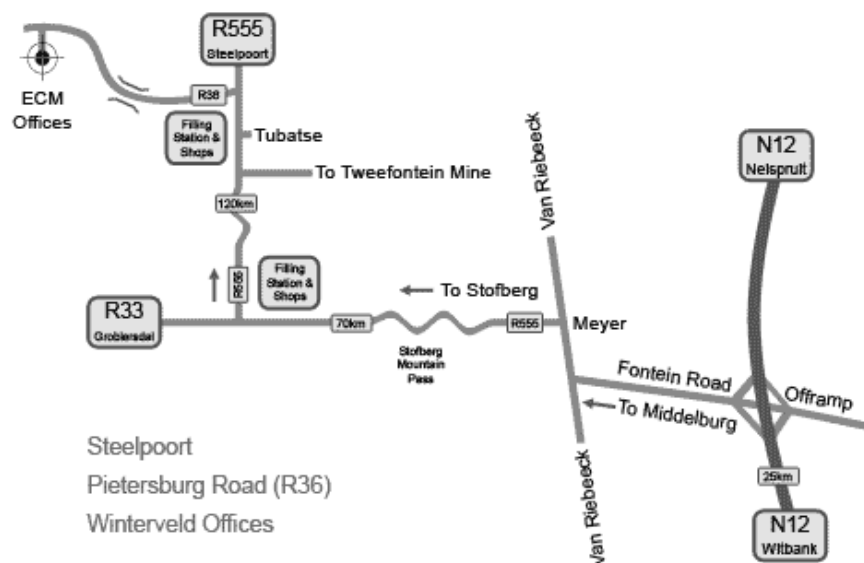 R555
Steelpoort
ECM
Offices
R36
Filling
Station &
Shops
Tubatse
To Tweefontein Mine
120km
R555
Filling
Station &
Shops
R33
Groblersdal
70km
To Stofberg
Stofberg
Mountain
Pass
R555
Van Riebeeck
Meyer
Van Riebeeck
Fontein Road
To Middelburg
Offramp
N12
Nelspruit
25km
N12
Witbank
Steelpoort
Pietersburg Road (R36)
Winterveld Offices